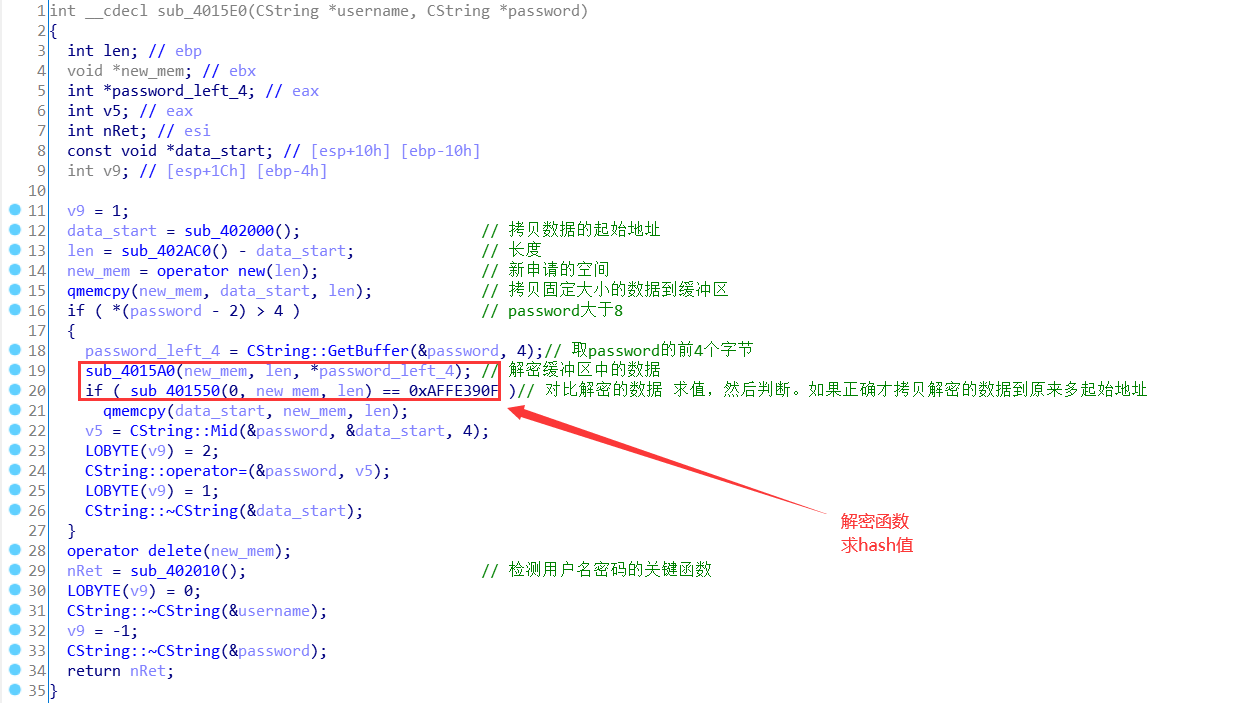 1 int __cdecl sub_4015E0(CString *username, CString *password)
2 {
3 int len; // ebp
4 void *new_mem; // ebx
5 int *password_left_4; // eax
6 int v5; // eax
7 int nRet; // esi
8 const void *data_start; // [esp+10h] [ebp-10h]
9 int v9; // [esp+1Ch] [ebp-4h]
10
11 v9 = 1;
12 data_start = sub_402000(); // 拷贝数据的起始地址
13 len = sub_402AC0() - data_start; // 长度
14 new_mem = operator new(len); // 新申请的空间
15 qmemcpy(new_mem, data_start, len); // 拷贝固定大小的数据到缓冲区
16 if ( *(password - 2) > 4 ) // password大于8
17 {
18 password_left_4 = CString::GetBuffer(&password, 4);// 取password的前4个字节
19 sub_4015A0(new_mem, len, *password_left_4); // 解密缓冲区中的数据
20 if ( sub_401550(0, new_mem, len) == 0xAFFE390F )// 对比解密的数据 求值，然后判断。如果正确才拷贝解密的数据到原来多起始地址
21 qmemcpy(data_start, new_mem, len);
22 v5 = CString::Mid(&password, &data_start, 4);
23 LOBYTE(v9) = 2;
24 CString::operator=(&password, v5);
25 LOBYTE(v9) = 1;
26 CString::~CString(&data_start);
27 }
28 operator delete(new_mem);
29 nRet = sub_402010(); // 检测用户名密码的关键函数
30 LOBYTE(v9) = 0;
31 CString::~CString(&username);
32 v9 = -1;
33 CString::~CString(&password);
34 return nRet;
35 }
解密函数
求hash值